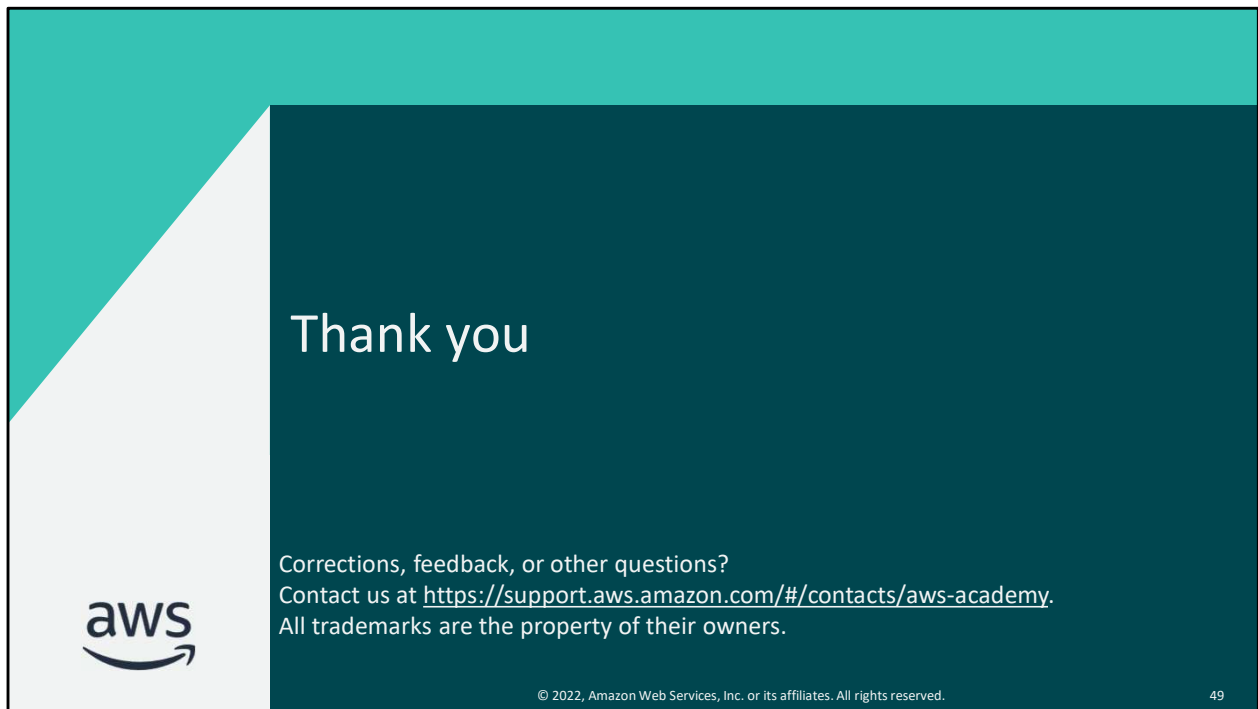 Thank you
Corrections, feedback, or other questions?
Contact us at https://support.aws.amazon.com/#/contacts/aws-academy.
All trademarks are the property of their owners.
aws
© 2022, Amazon Web Services, Inc. or its affiliates. All rights reserved.
49